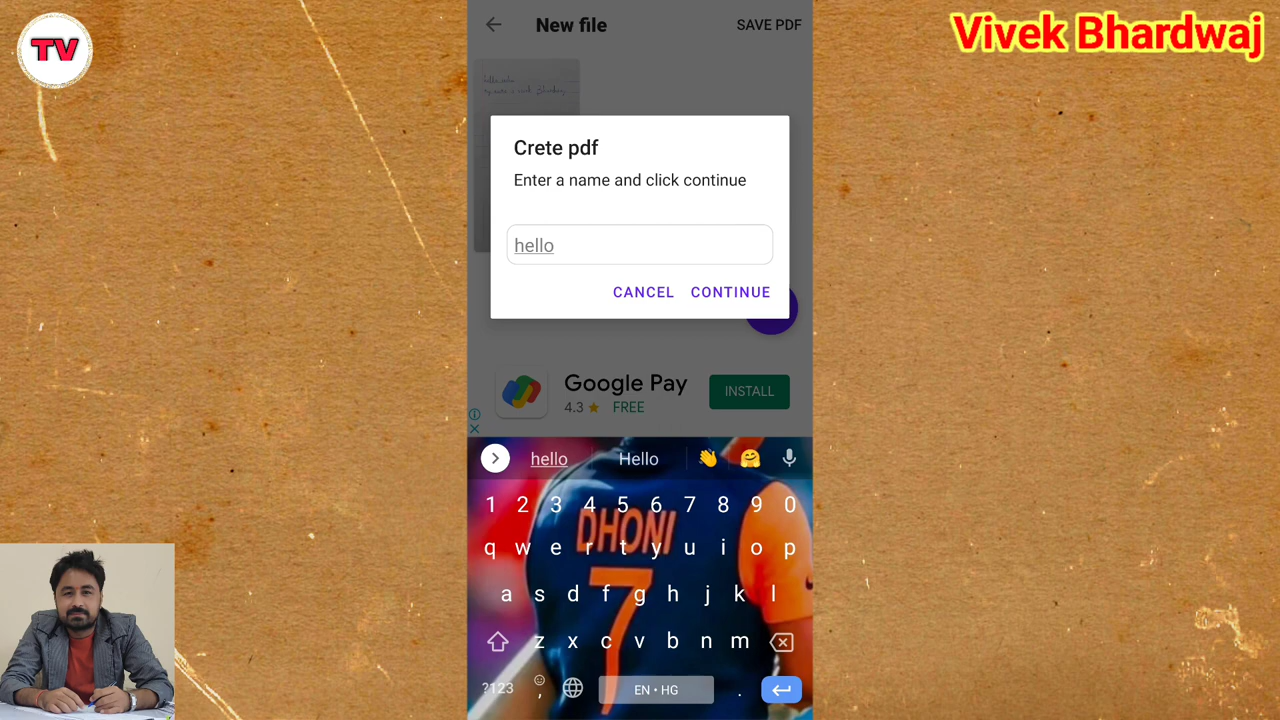 TV
Vivek Bhardwaj
New file
SAVE PDF
Crete pdf
Enter a name and click continue
hello
CANCEL CONTINUE
Google Pay
4.3 FREE
INSTALL
hello Hello
DHONI
7
1 2 3 4 5 6 7 8 9 0
q w e r t y u i o p
a s d f g h j k l
z x c v b n m
?123 , EN • HG .